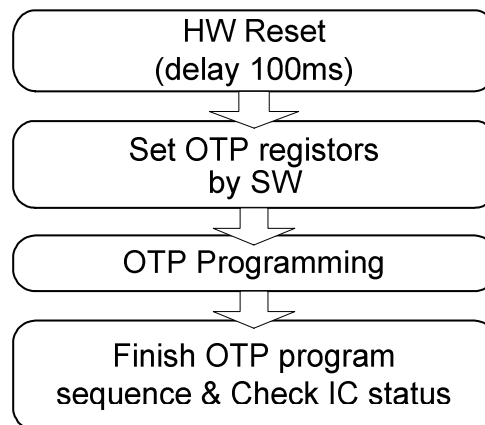 HW Reset
(delay 100ms)
Set OTP registors
by SW
OTP Programming
Finish OTP program
sequence & Check IC status